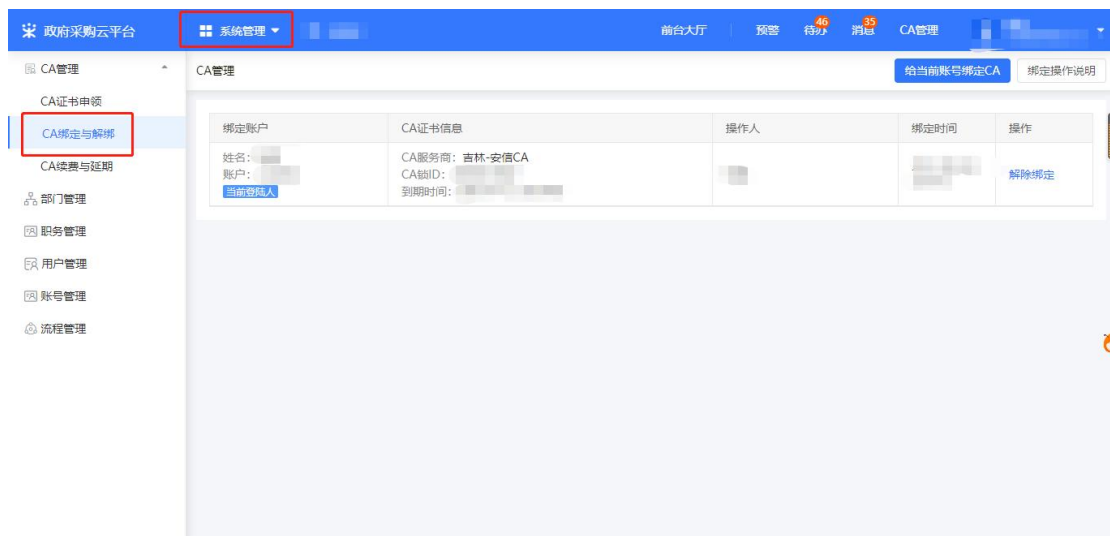 政府采购云平台 系统管理 前台大厅 预警 待办 46 消息 35 CA管理
CA管理
CA证书申领
CA绑定与解绑
CA续费与延期
部门管理
职务管理
用户管理
账号管理
流程管理
CA管理 给当前账号绑定CA 绑定操作说明
绑定账户 CA证书信息 操作人 绑定时间 操作
姓名: CA服务商: 吉林-安信CA
账户: CA锁ID: 解除绑定
当前登陆人 到期时间: